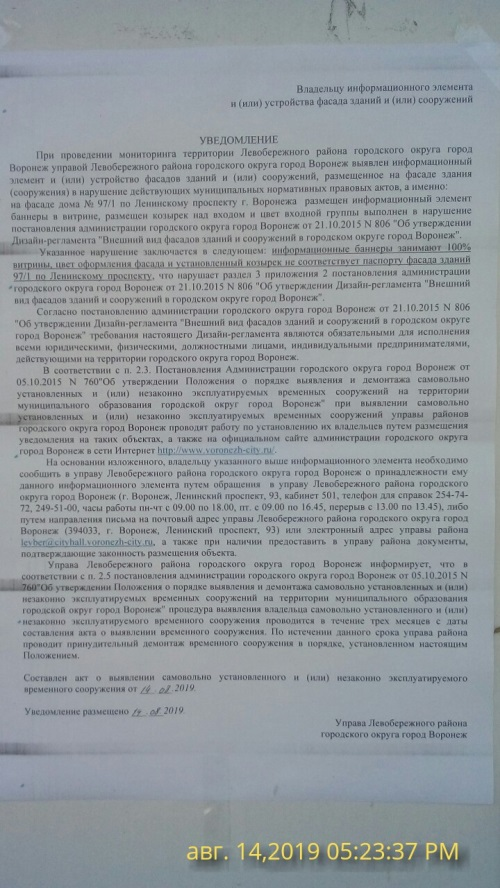 Владельцу информационного элемента
и (или) устройства фасада зданий и (или) сооружений
УВЕДОМЛЕНИЕ
При проведении мониторинга территории Левобережного района городского округа город
Воронеж управой Левобережного района городского округа город Воронеж выявлен информационный
элемент и (или) устройство фасадов зданий и (или) сооружений, размещенное на фасаде здания
(сооружения) в нарушение действующих муниципальных нормативных правовых актов, а именно:
на фасаде дома № 97/1 по Ленинскому проспекту г. Воронежа размещен информационный элемент
баннеры в витрине, размещен козырек над входом и цвет входной группы выполнен в нарушение
постановления администрации городского округа город Воронеж от 21.10.2015 N 806 "Об утверждении
Дизайн-регламента "Внешний вид фасадов зданий и сооружений в городском округе город Воронеж".
Указанное нарушение заключается в следующем: информационные баннеры занимают 100%
витрины, цвет оформления фасада и установленный козырек не соответствует паспорту фасада зданий
97/1 по Ленинскому проспекту, что нарушает раздел 3 приложения 2 постановления администрации
городского округа город Воронеж от 21.10.2015 N 806 "Об утверждении Дизайн-регламента "Внешний
вид фасадов зданий и сооружений в городском округе город Воронеж".
Согласно постановлению администрации городского округа город Воронеж от 21.10.2015 N 806
"Об утверждении Дизайн-регламента "Внешний вид фасадов зданий и сооружений в городском округе
город Воронеж" требования настоящего Дизайн-регламента являются обязательными для исполнения
всеми юридическими, физическими, должностными лицами, индивидуальными предпринимателями,
действующими на территории городского округа город Воронеж.
В соответствии с п. 2.3. Постановления Администрации городского округа город Воронеж от
05.10.2015 N 760"Об утверждении Положения о порядке выявления и демонтажа самовольно
установленных и (или) незаконно эксплуатируемых временных сооружений на территории
муниципального образования городской округ город Воронеж" при выявлении самовольно
установленных и (или) незаконно эксплуатируемых временных сооружений управы районов
городского округа город Воронеж проводят работу по установлению их владельцев путем размещения
уведомления на таких объектах, а также на официальном сайте администрации городского округа
город Воронеж в сети Интернет http://www.voronezh-city.ru/.
На основании изложенного, владельцу указанного выше информационного элемента необходимо
сообщить в управу Левобережного района городского округа город Воронеж о принадлежности ему
данного информационного элемента путем обращения в управу Левобережного района городского
округа город Воронеж (г. Воронеж, Ленинский проспект, 93, кабинет 501, телефон для справок 254-74-
72, 249-51-00, часы работы пн-чт с 09.00 по 18.00, пт. с 09.00 по 16.45, перерыв с 13.00 по 13.45), либо
путем направления письма на почтовый адрес управы Левобережного района городского округа город
Воронеж (394033, г. Воронеж, Ленинский проспект, 93) или электронный адрес управы района
levber@cityhall.voronezh-city.ru, а также при наличии предоставить в управу района документы,
подтверждающие законность размещения объекта.
Управа Левобережного района городского округа город Воронеж информирует, что в
соответствии с п. 2.5 постановления администрации городского округа город Воронеж от 05.10.2015 N
760"Об утверждении Положения о порядке выявления и демонтажа самовольно установленных и (или)
незаконно эксплуатируемых временных сооружений на территории муниципального образования
городской округ город Воронеж" процедура выявления владельца самовольно установленного и (или)
незаконно эксплуатируемого временного сооружения проводится в течение трех месяцев с даты
составления акта о выявлении временного сооружения. По истечении данного срока управа района
проводит принудительный демонтаж временного сооружения в порядке, установленном настоящим
Положением.
Составлен акт о выявлении самовольно установленного и (или) незаконно эксплуатируемого
временного сооружения от 14.08.2019.
Уведомление размещено 14.08.2019.
Управа Левобережного района
городского округа город Воронеж
авг. 14,2019 05:23:37 PM